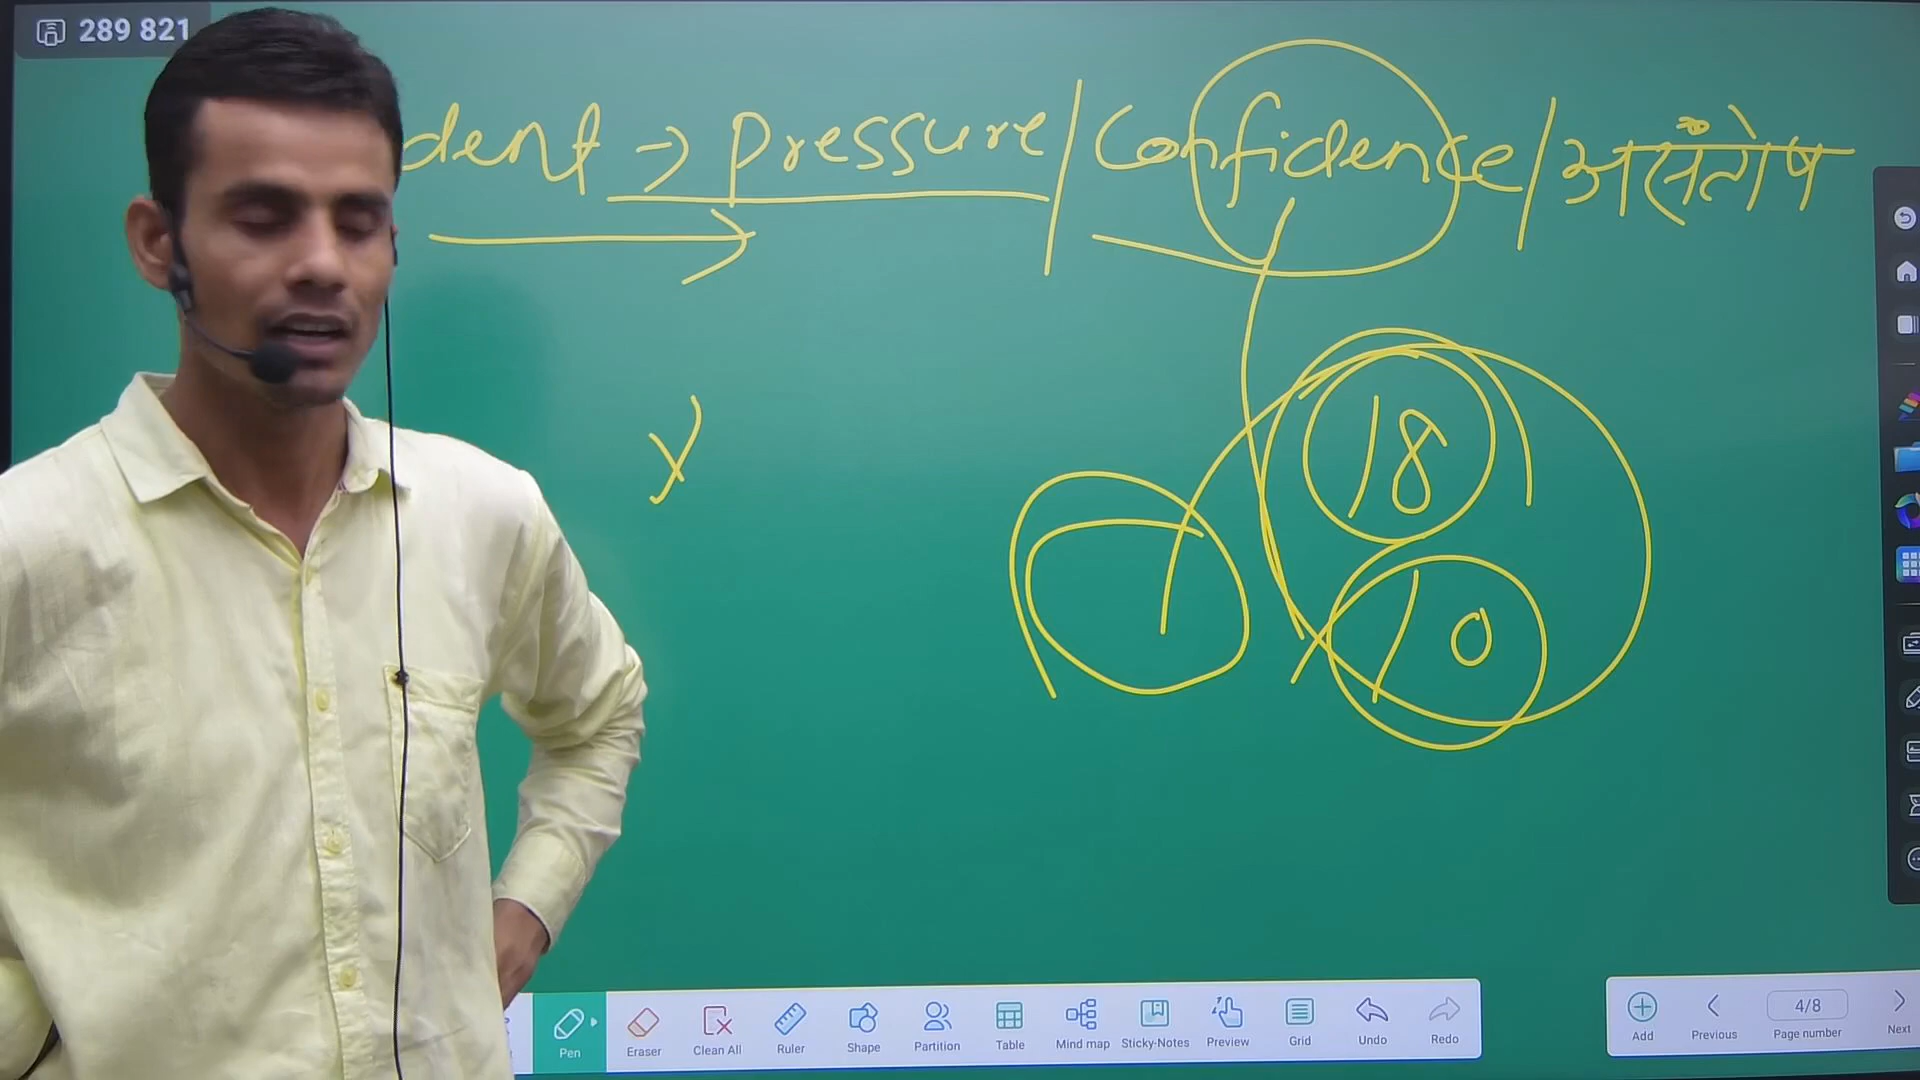 289 821
dent → Pressure / Confidence / असंतोष
18
10
Pen
Eraser
Clean All
Ruler
Shape
Partition
Table
Mind map
Sticky-Notes
Preview
Grid
Undo
Redo
Add
Previous
4/8
Page number
Next